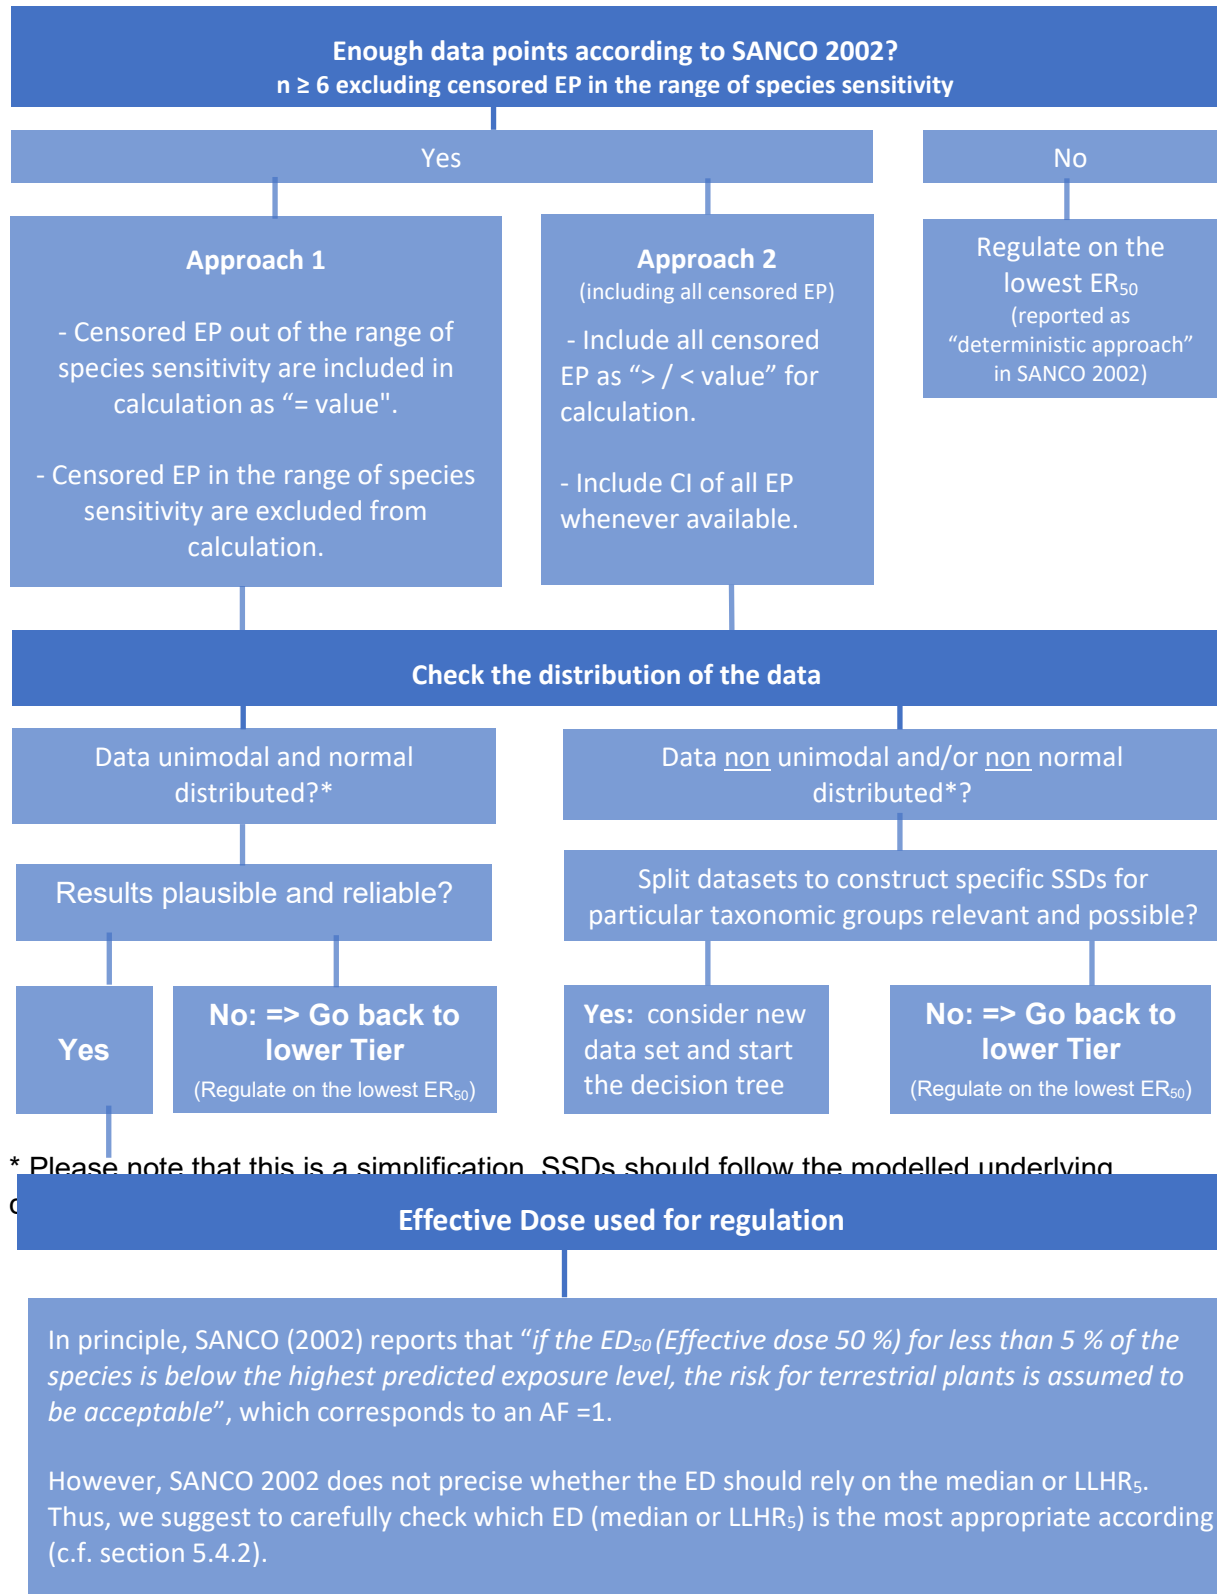 Enough data points according to SANCO 2002?
n ≥ 6 excluding censored EP in the range of species sensitivity
Yes
No
Approach 1
- Censored EP out of the range of
species sensitivity are included in
calculation as “= value".
- Censored EP in the range of species
sensitivity are excluded from
calculation.
Approach 2
(including all censored EP)
- Include all censored
EP as “> / < value” for
calculation.
- Include CI of all EP
whenever available.
Regulate on the
lowest ER50
(reported as
“deterministic approach”
in SANCO 2002)
Check the distribution of the data
Data unimodal and normal
distributed?*
Data non unimodal and/or non normal
distributed*?
Results plausible and reliable?
Split datasets to construct specific SSDs for
particular taxonomic groups relevant and possible?
Yes
No: => Go back to
lower Tier
(Regulate on the lowest ER50)
Yes: consider new
data set and start
the decision tree
No: => Go back to
lower Tier
(Regulate on the lowest ER50)
* Please note that this is a simplification. SSDs should follow the modelled underlying
Effective Dose used for regulation
In principle, SANCO (2002) reports that “if the ED50 (Effective dose 50 %) for less than 5 % of the
species is below the highest predicted exposure level, the risk for terrestrial plants is assumed to
be acceptable”, which corresponds to an AF =1.
However, SANCO 2002 does not precise whether the ED should rely on the median or LLHR5.
Thus, we suggest to carefully check which ED (median or LLHR5) is the most appropriate according
(c.f. section 5.4.2).